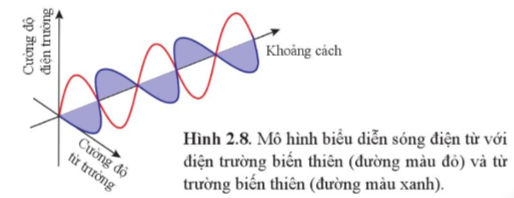 Cường độ
điện trường
Khoảng cách
Cường độ
từ trường
Hình 2.8. Mô hình biểu diễn sóng điện từ với
điện trường biến thiên (đường màu đỏ) và từ
trường biến thiên (đường màu xanh).